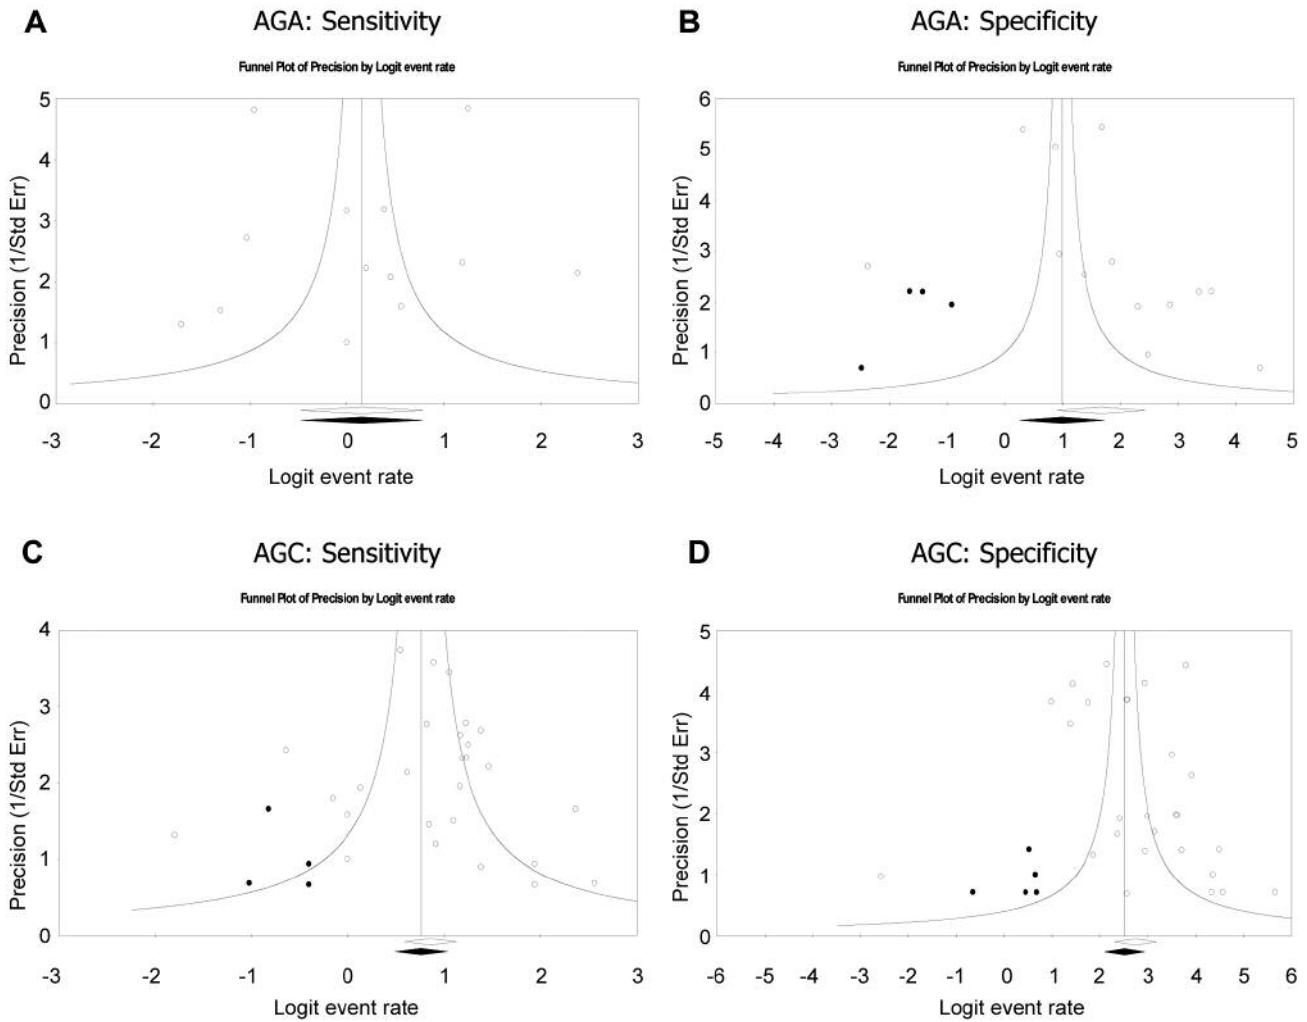 A
AGA: Sensitivity
Funnel Plot of Precision by Logit event rate
Precision (1/Std Err)
5
4
3
2
1
0
-3 -2 -1 0 1 2 3
Logit event rate
B
AGA: Specificity
Funnel Plot of Precision by Logit event rate
Precision (1/Std Err)
6
5
4
3
2
1
0
-5 -4 -3 -2 -1 0 1 2 3 4 5
Logit event rate
C
AGC: Sensitivity
Funnel Plot of Precision by Logit event rate
Precision (1/Std Err)
4
3
2
1
0
-3 -2 -1 0 1 2 3
Logit event rate
D
AGC: Specificity
Funnel Plot of Precision by Logit event rate
Precision (1/Std Err)
5
4
3
2
1
0
-6 -5 -4 -3 -2 -1 0 1 2 3 4 5 6
Logit event rate